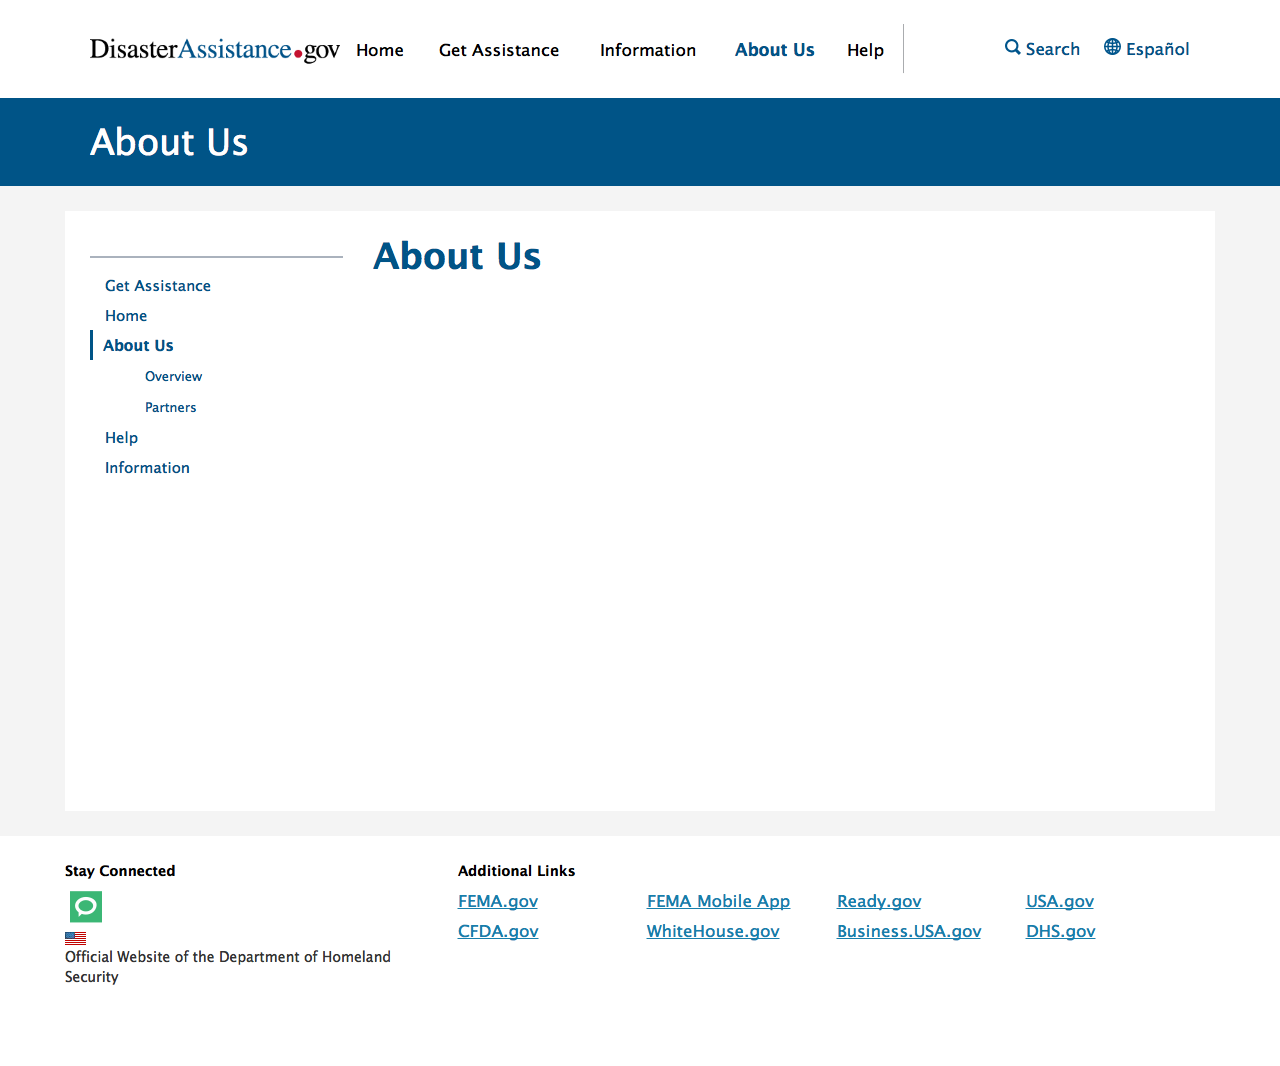 DisasterAssistance.gov Home Get Assistance Information About Us Help Search Español
About Us
About Us
Get Assistance
Home
About Us
Overview
Partners
Help
Information
Stay Connected
Official Website of the Department of Homeland
Security
Additional Links
FEMA.gov FEMA Mobile App Ready.gov USA.gov
CFDA.gov WhiteHouse.gov Business.USA.gov DHS.gov